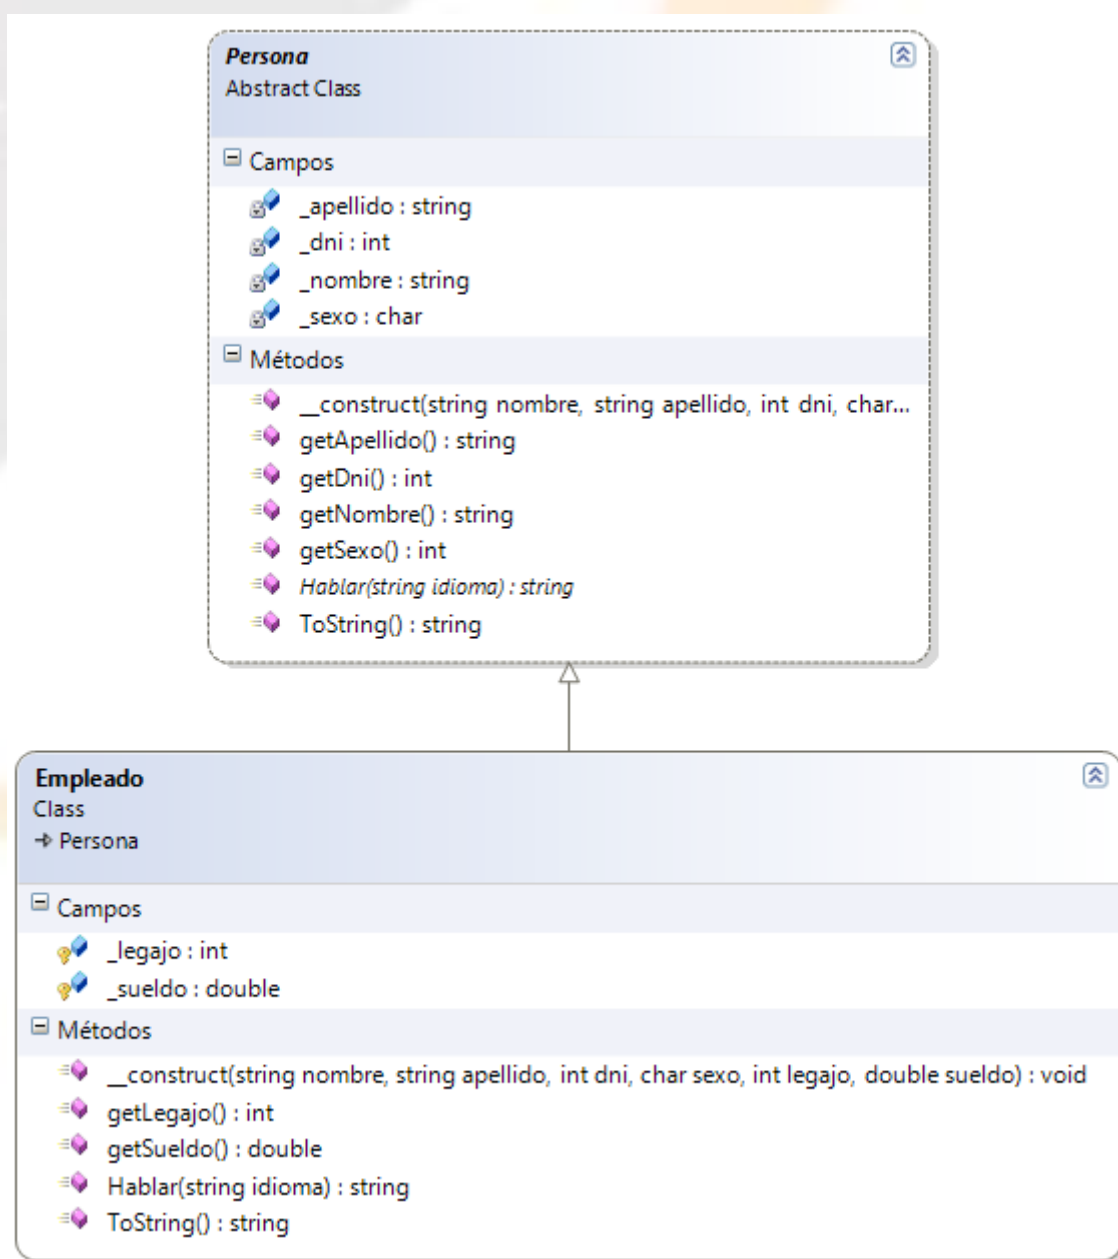 Persona
Abstract Class
Campos
_apellido : string
_dni : int
_nombre : string
_sexo : char
Métodos
__construct(string nombre, string apellido, int dni, char...
getApellido() : string
getDni() : int
getNombre() : string
getSexo() : int
Hablar(string idioma) : string
ToString() : string
Empleado
Class
Persona
Campos
_legajo : int
_sueldo : double
Métodos
__construct(string nombre, string apellido, int dni, char sexo, int legajo, double sueldo) : void
getLegajo() : int
getSueldo() : double
Hablar(string idioma) : string
ToString() : string